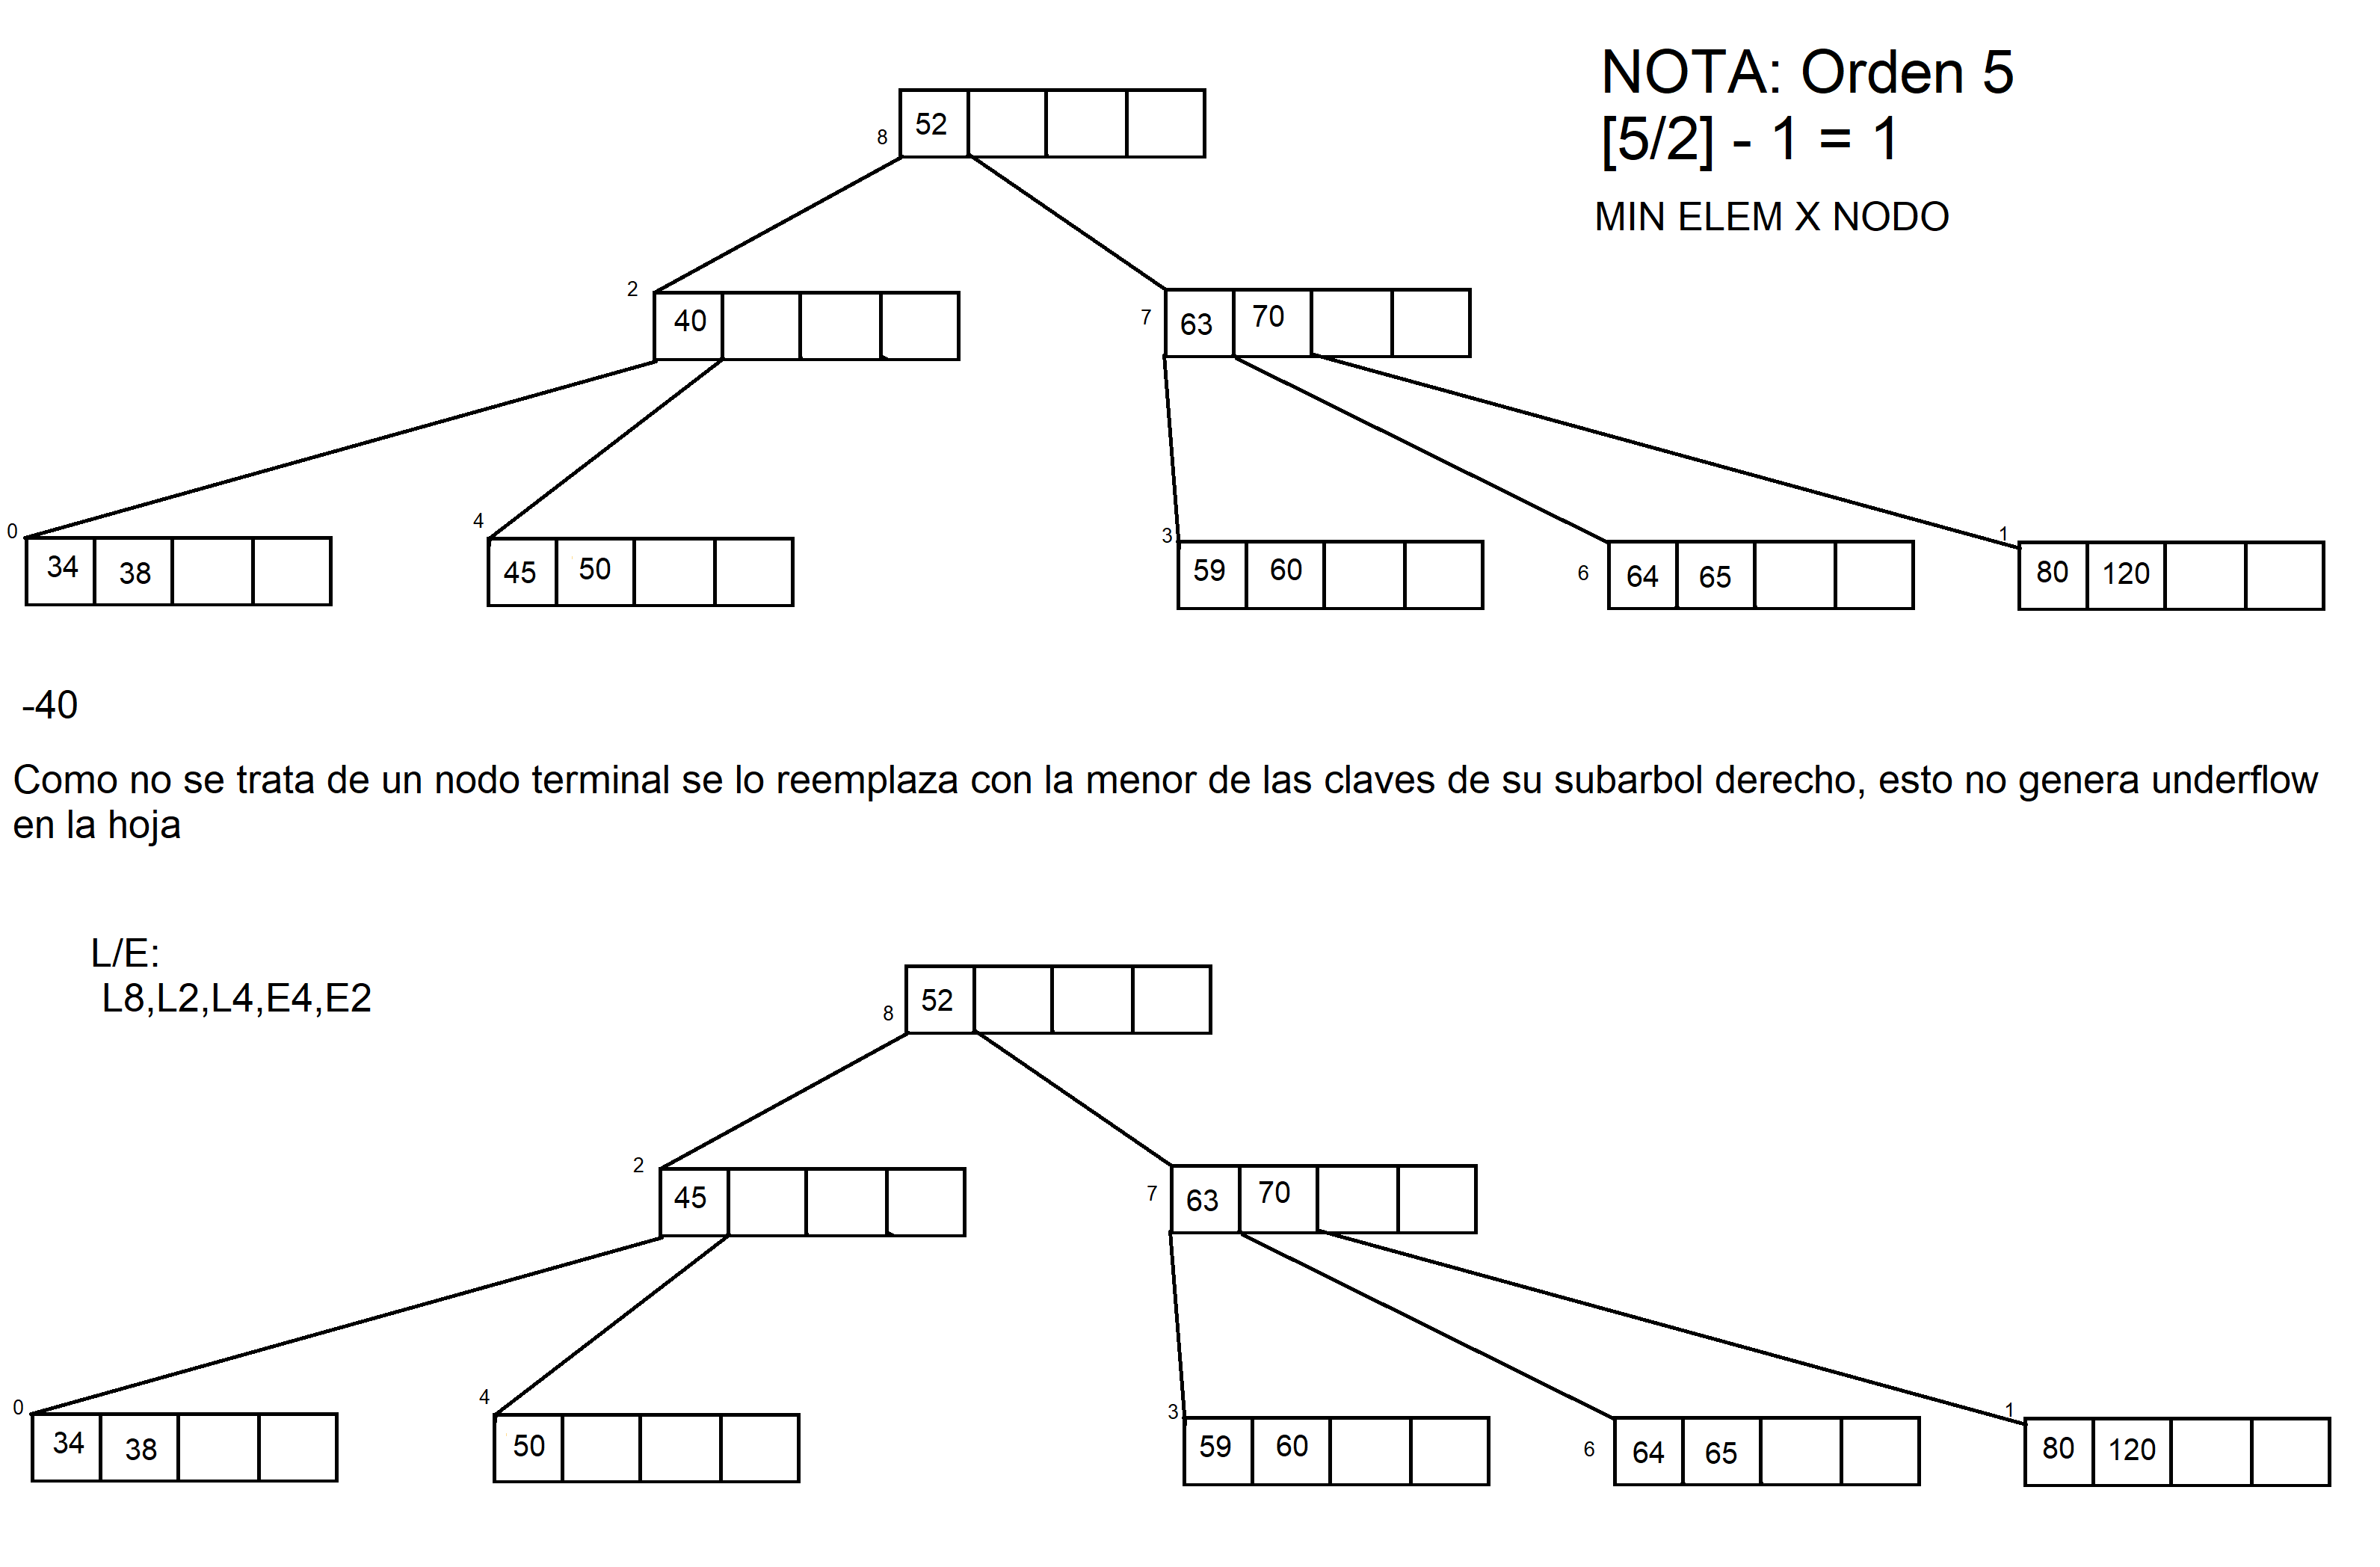 NOTA: Orden 5
[5/2] - 1 = 1
MIN ELEM X NODO
8 52
2 40
7 63 70
0 34 38
4 45 50
3 59 60
6 64 65
1 80 120
-40
Como no se trata de un nodo terminal se lo reemplaza con la menor de las claves de su subarbol derecho, esto no genera underflow
en la hoja
L/E:
L8,L2,L4,E4,E2
8 52
2 45
7 63 70
0 34 38
4 50
3 59 60
6 64 65
1 80 120